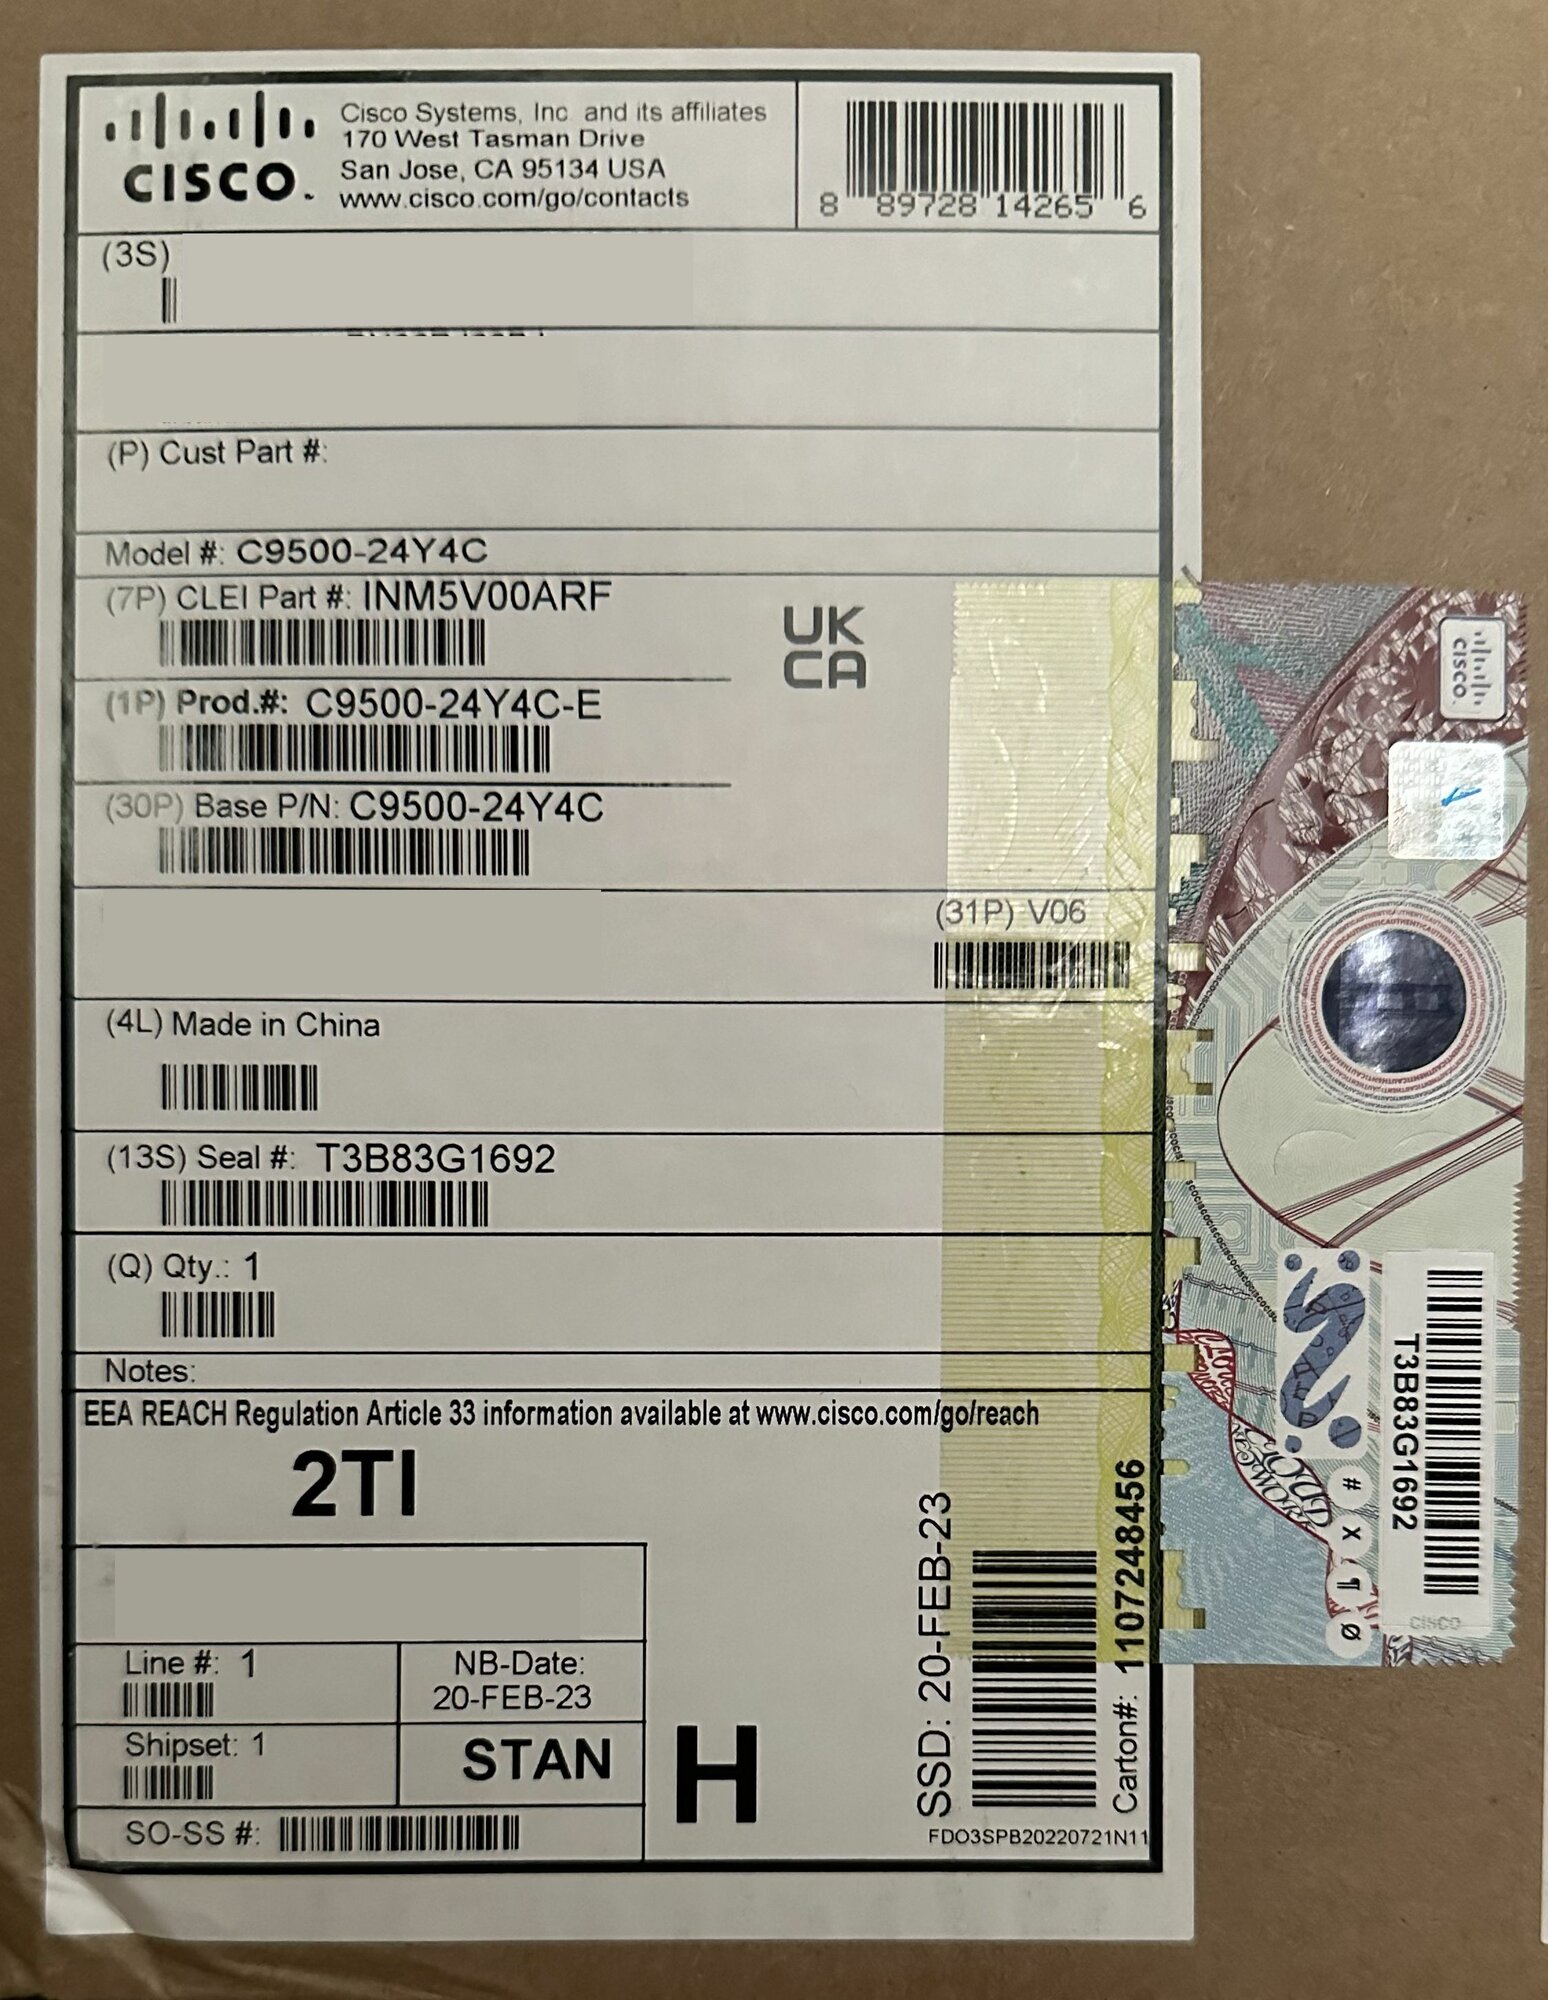 CISCO.
Cisco Systems, Inc. and its affiliates
170 West Tasman Drive
San Jose, CA 95134 USA
www.cisco.com/go/contacts
8 89728 14265 6
(3S)
(P) Cust Part #:
Model #: C9500-24Y4C
(7P) CLEI Part #: INM5V00ARF
UK
CA
(1P) Prod.#: C9500-24Y4C-E
(30P) Base P/N: C9500-24Y4C
(31P) V06
(4L) Made in China
(13S) Seal #: T3B83G1692
(Q) Qty.: 1
Notes:
EEA REACH Regulation Article 33 information available at www.cisco.com/go/reach
2TI
Line #: 1
NB-Date:
20-FEB-23
Shipset: 1
STAN
SO-SS #:
H
SSD: 20-FEB-23
Carton#: 1107248456
FDO3SPB20220721N11
CISCO
T3B83G1692
# X 1 Ø
CISCO